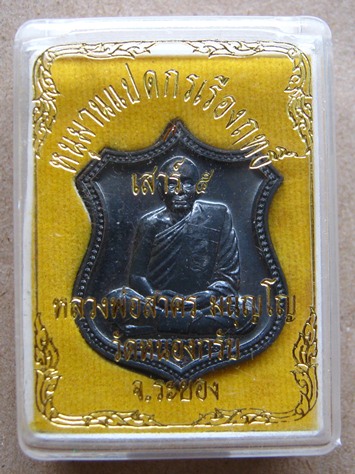 หนุมานแปดกรเรืองฤทธิ์
เสาร์ ๕
หลวงพ่อสาคร มนุญโญ
วัดหนองกรับ
จ.ระยอง